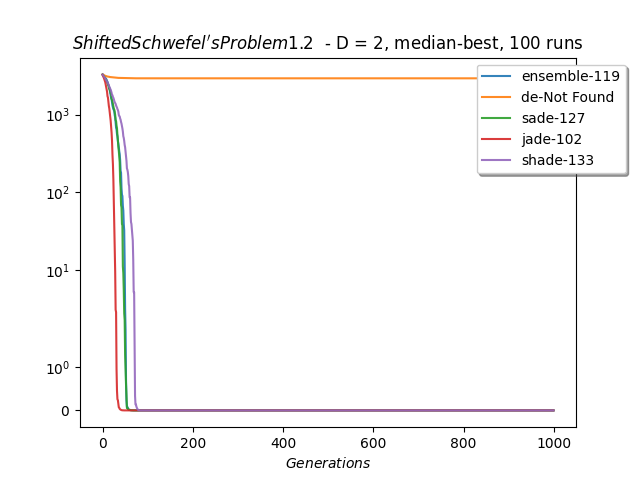 ShiftedSchwefel'sProblem1.2 - D = 2, median-best, 100 runs
ensemble-119
de-Not Found
sade-127
jade-102
shade-133
10³
10²
10¹
10⁰
0
0 200 400 600 800 1000
Generations